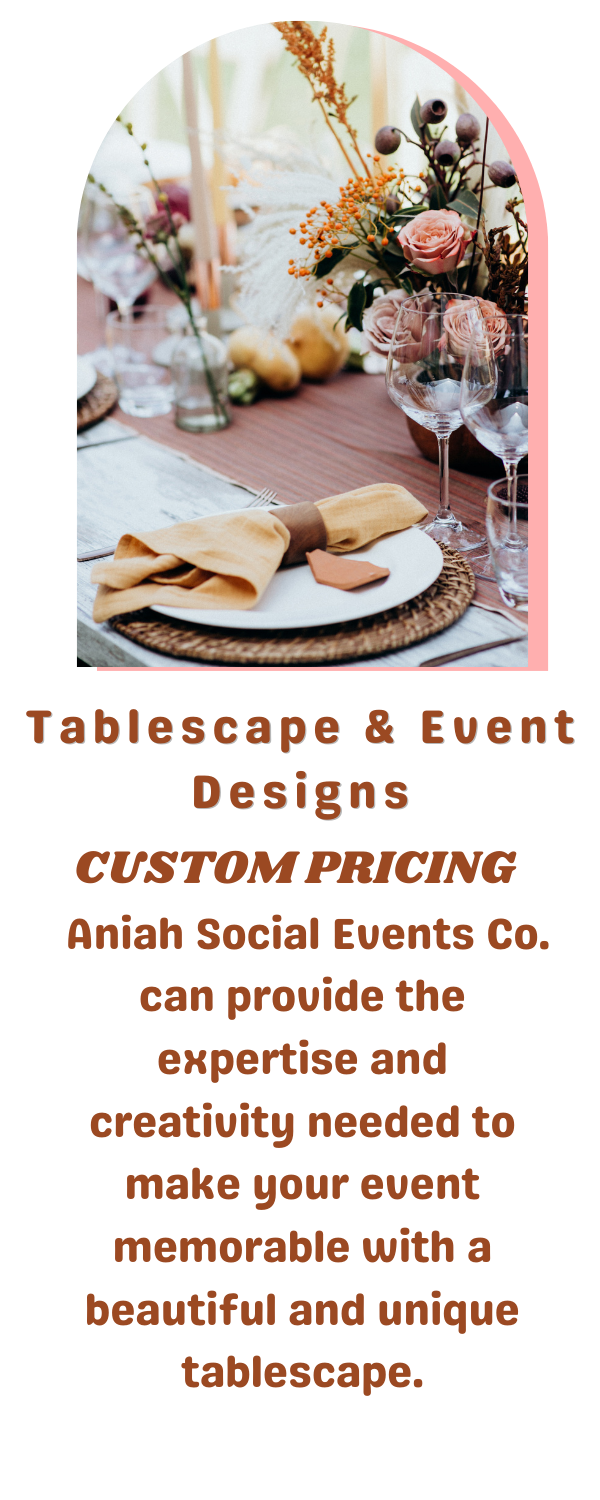 Tablescape & Event
Designs
CUSTOM PRICING
Aniah Social Events Co.
can provide the
expertise and
creativity needed to
make your event
memorable with a
beautiful and unique
tablescape.